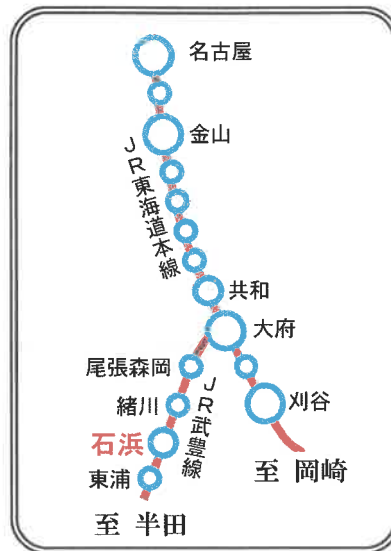 名古屋
金山
JR東海道本線
共和
大府
尾張森岡
緒川
JR武豊線
刈谷
石浜
東浦
至 岡崎
至 半田